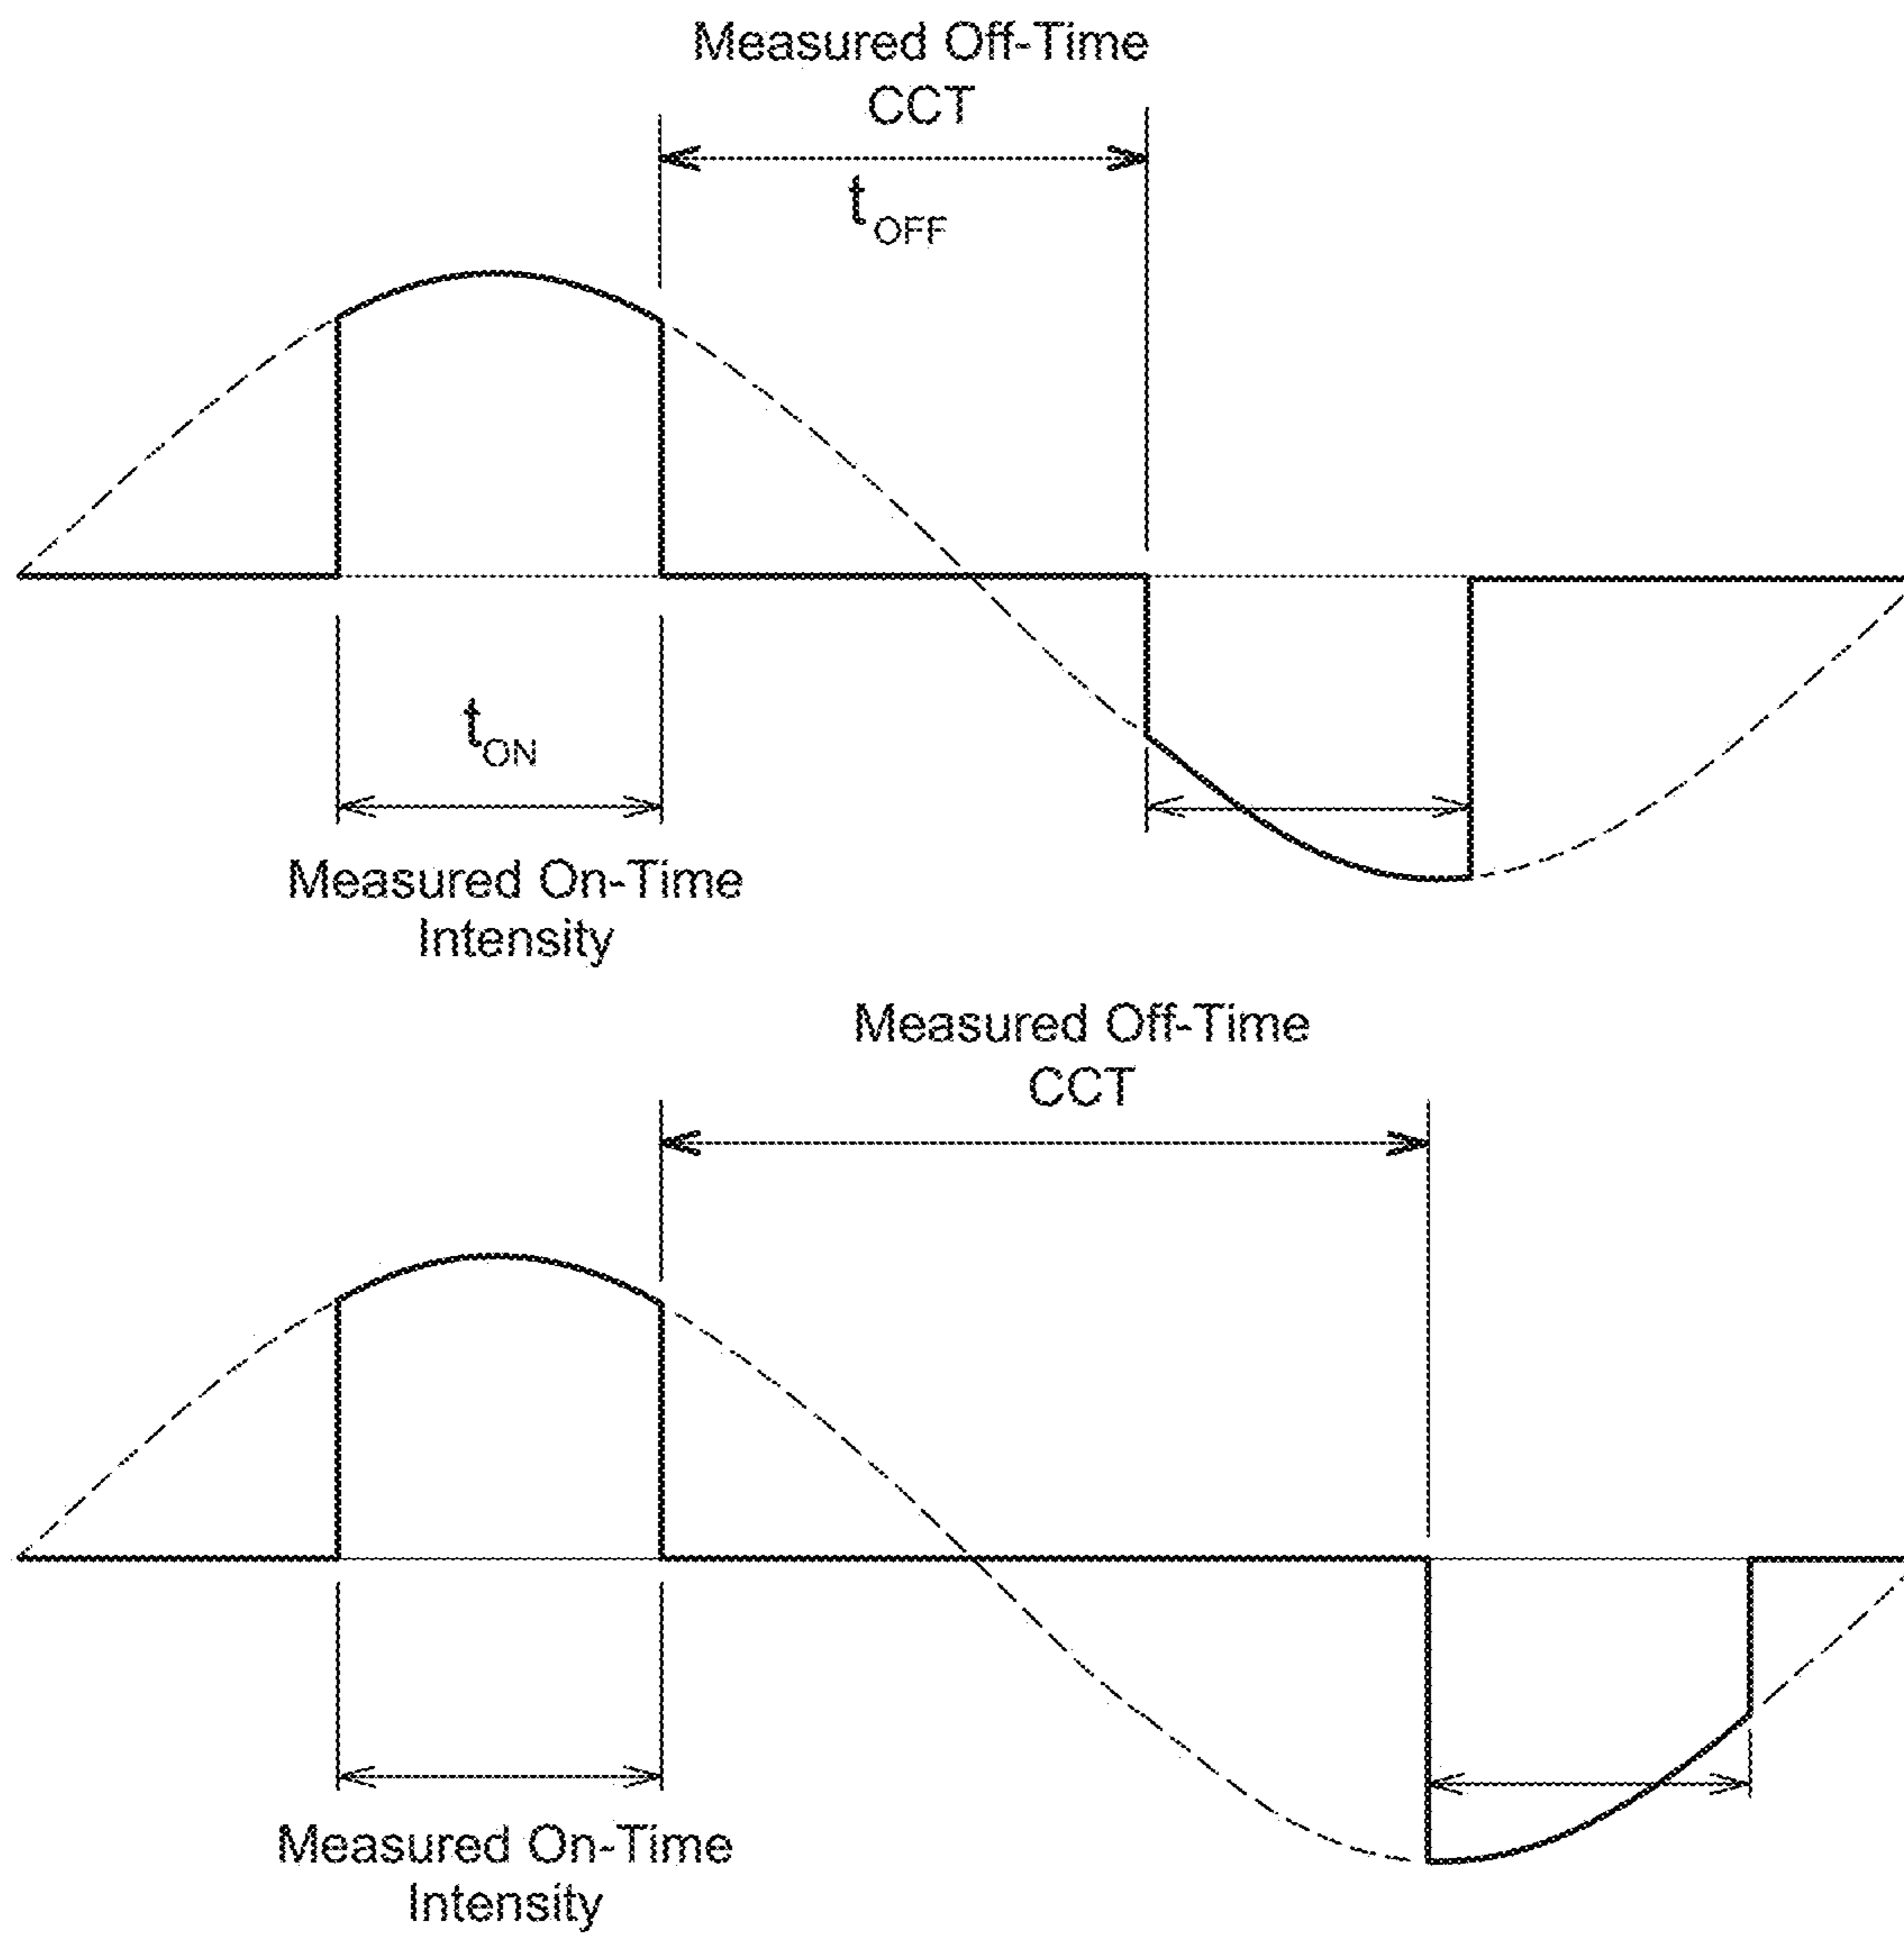 Measured Off-Time
CCT
tOFF
tON
Measured On-Time
Intensity
Measured Off-Time
CCT
Measured On-Time
Intensity